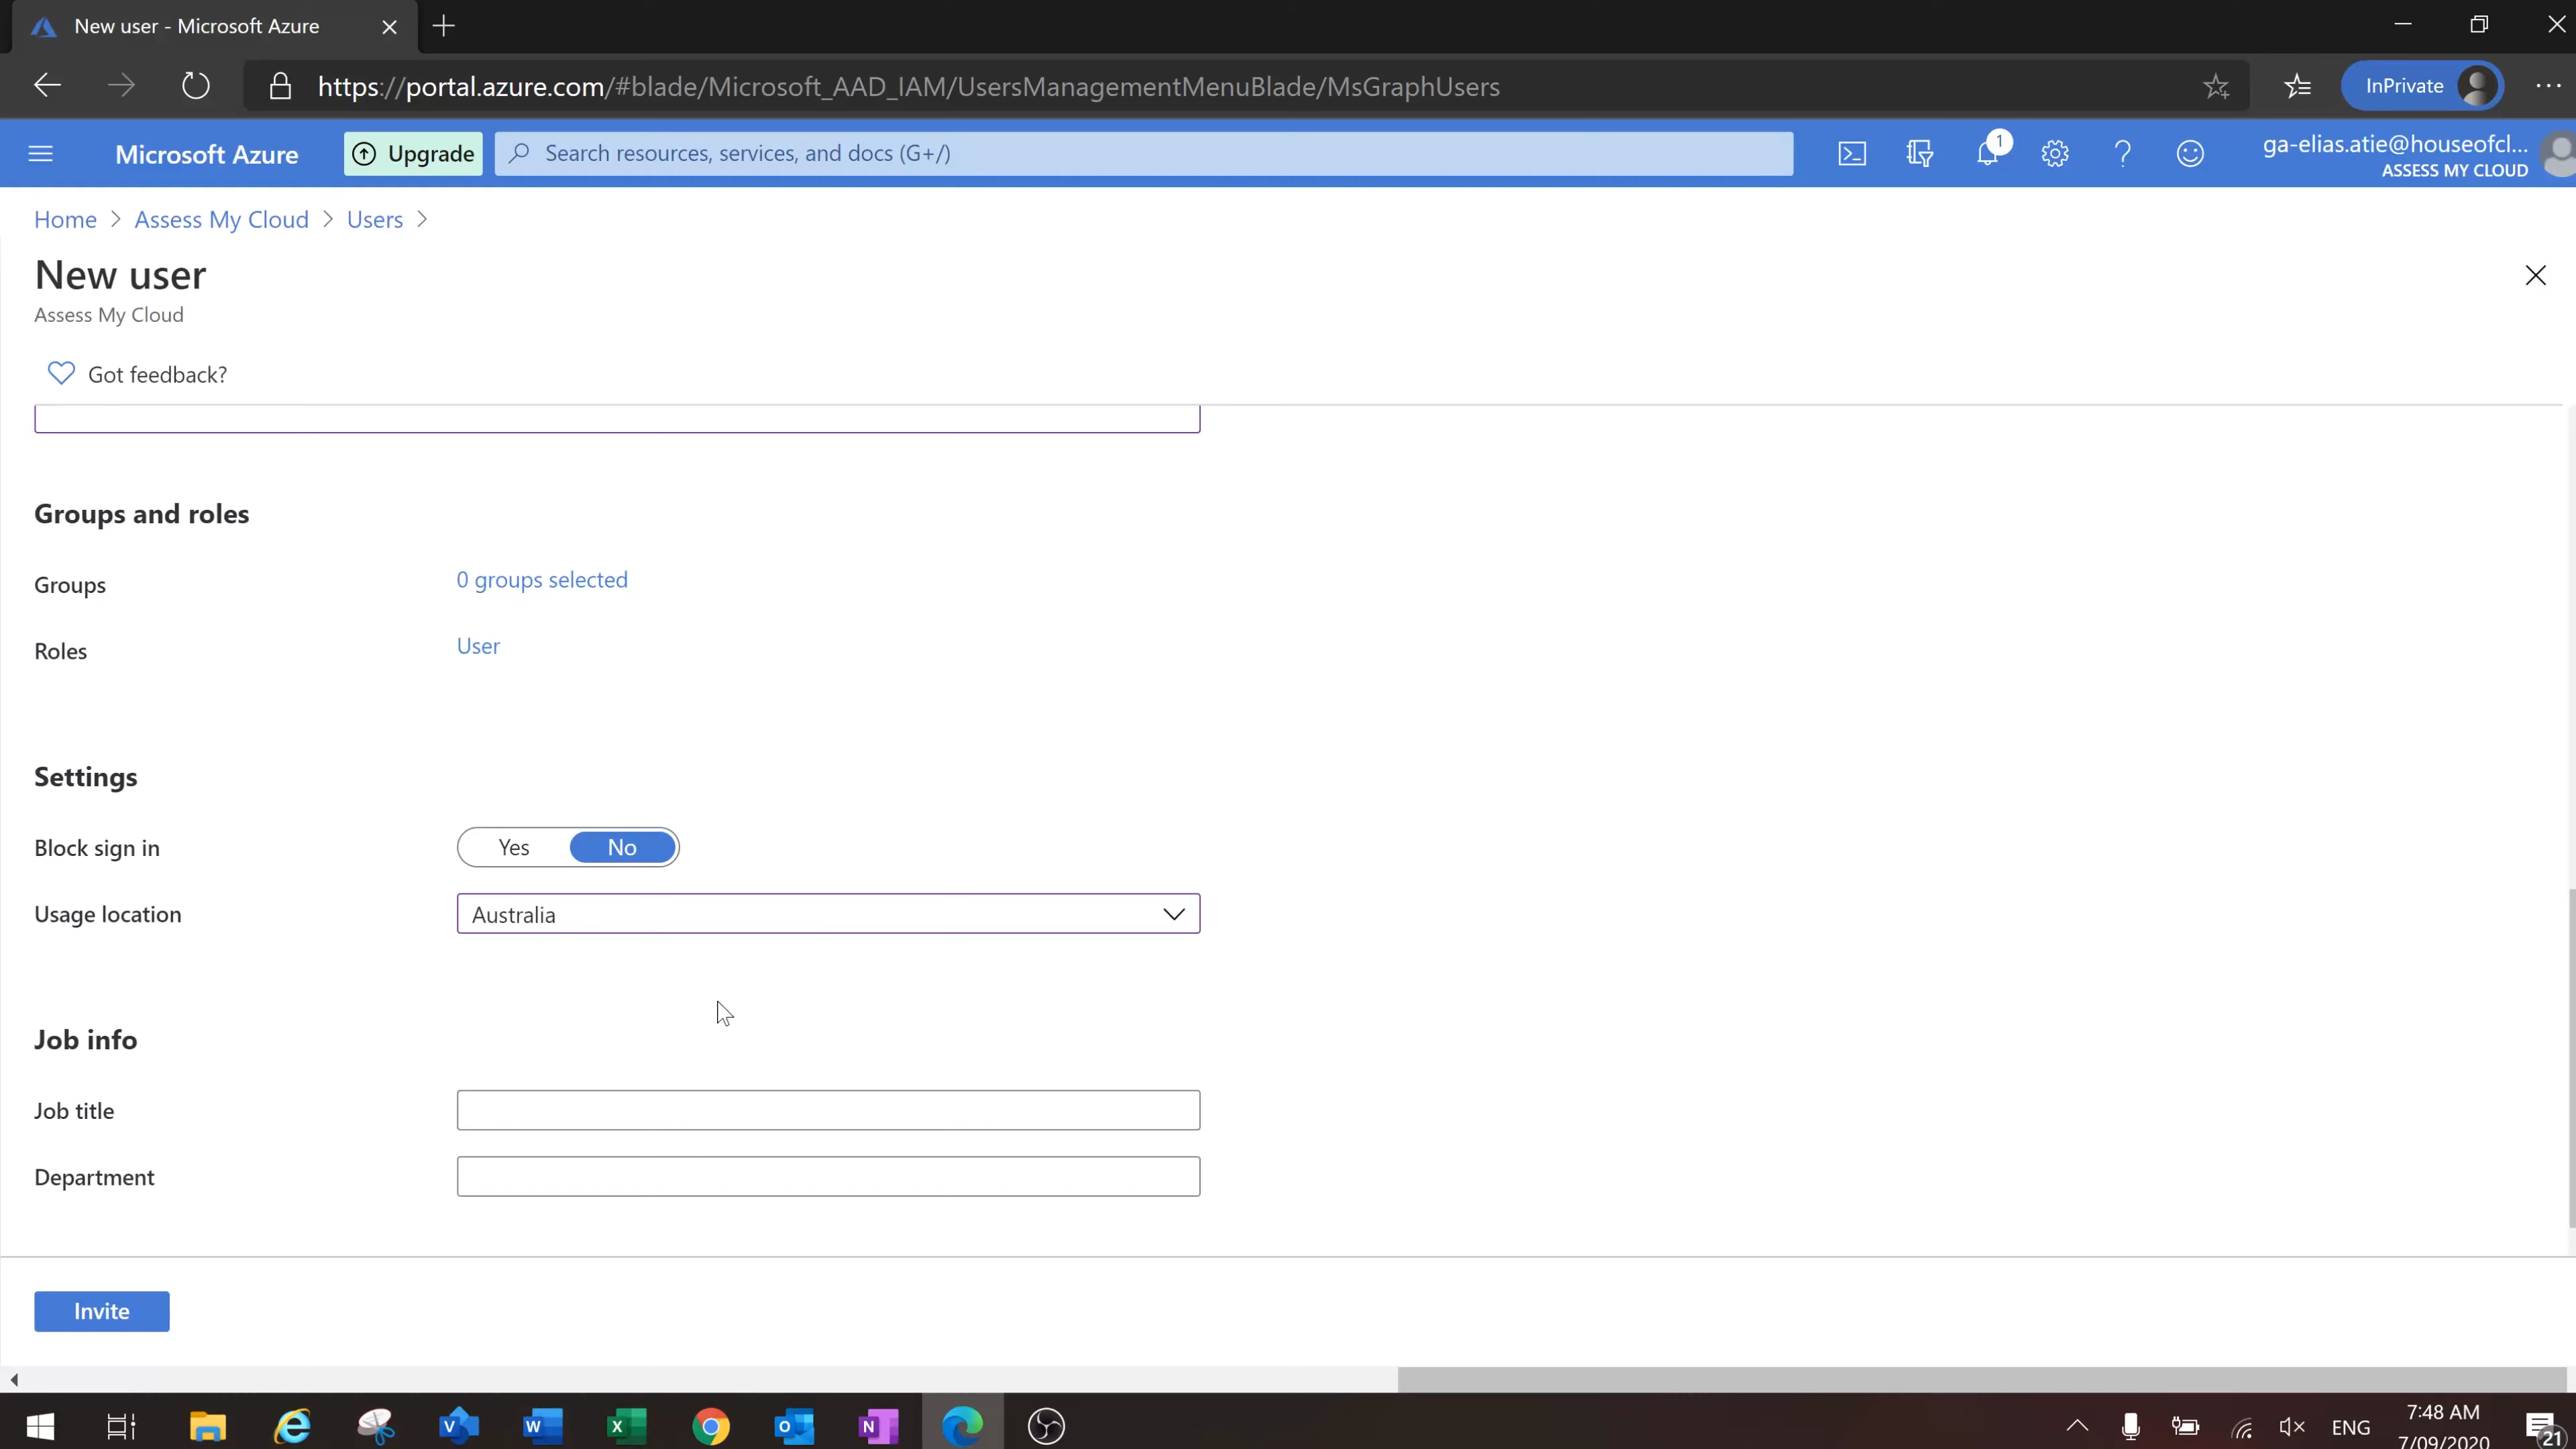 New user - Microsoft Azure
https://portal.azure.com/#blade/Microsoft_AAD_IAM/UsersManagementMenuBlade/MsGraphUsers
InPrivate
Microsoft Azure
Upgrade
Search resources, services, and docs (G+/)
1
ga-elias.atie@houseofcl...
ASSESS MY CLOUD
Home > Assess My Cloud > Users >
New user
Assess My Cloud
Got feedback?
Groups and roles
Groups
0 groups selected
Roles
User
Settings
Block sign in
Yes No
Usage location
Australia
Job info
Job title
Department
Invite
ENG
7:48 AM
7/09/2020
21